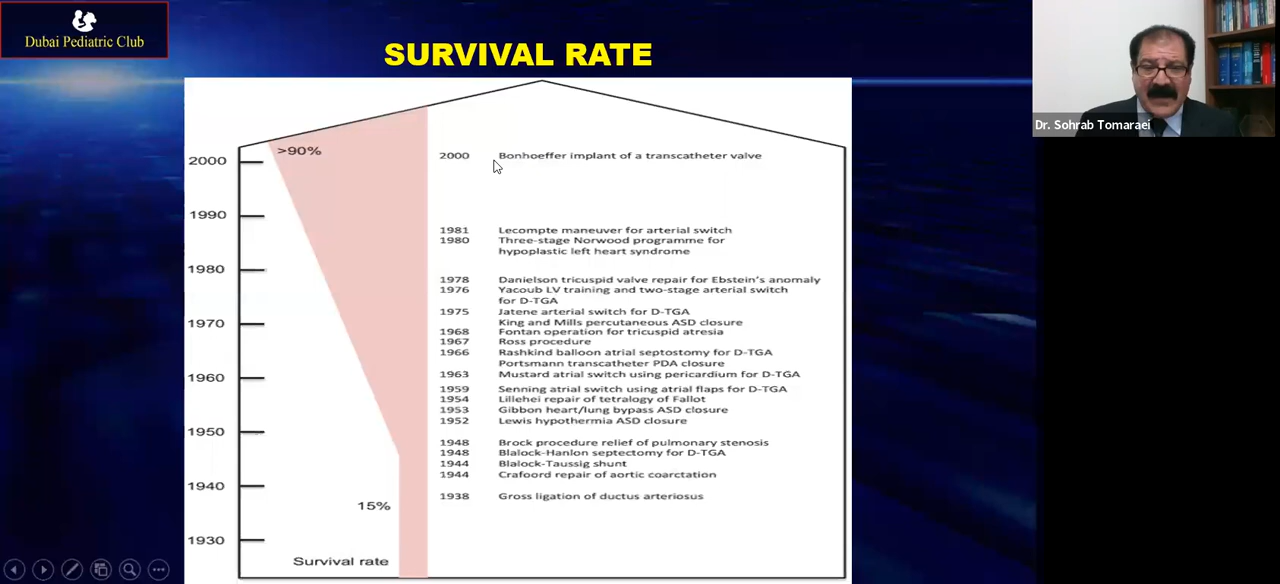 Dubai Pediatric Club
SURVIVAL RATE
Dr. Sohrab Tomaraei
>90%
2000
2000 Bonhoeffer implant of a transcatheter valve
1990
1981 Lecompte maneuver for arterial switch
1980 Three-stage Norwood programme for
hypoplastic left heart syndrome
1980
1978 Danielson tricuspid valve repair for Ebstein's anomaly
1976 Yacoub LV training and two-stage arterial switch
for D-TGA
1975 Jatene arterial switch for D-TGA
King and Mills percutaneous ASD closure
1970
1968 Fontan operation for tricuspid atresia
1967 Ross procedure
1966 Rashkind balloon atrial septostomy for D-TGA
Portsmann transcatheter PDA closure
1963 Mustard atrial switch using pericardium for D-TGA
1960
1959 Senning atrial switch using atrial flaps for D-TGA
1954 Lillehei repair of tetralogy of Fallot
1953 Gibbon heart/lung bypass ASD closure
1952 Lewis hypothermia ASD closure
1950
1948 Brock procedure relief of pulmonary stenosis
1948 Blalock-Hanlon septectomy for D-TGA
1944 Blalock-Taussig shunt
1944 Crafoord repair of aortic coarctation
1940
1938 Gross ligation of ductus arteriosus
15%
1930
Survival rate